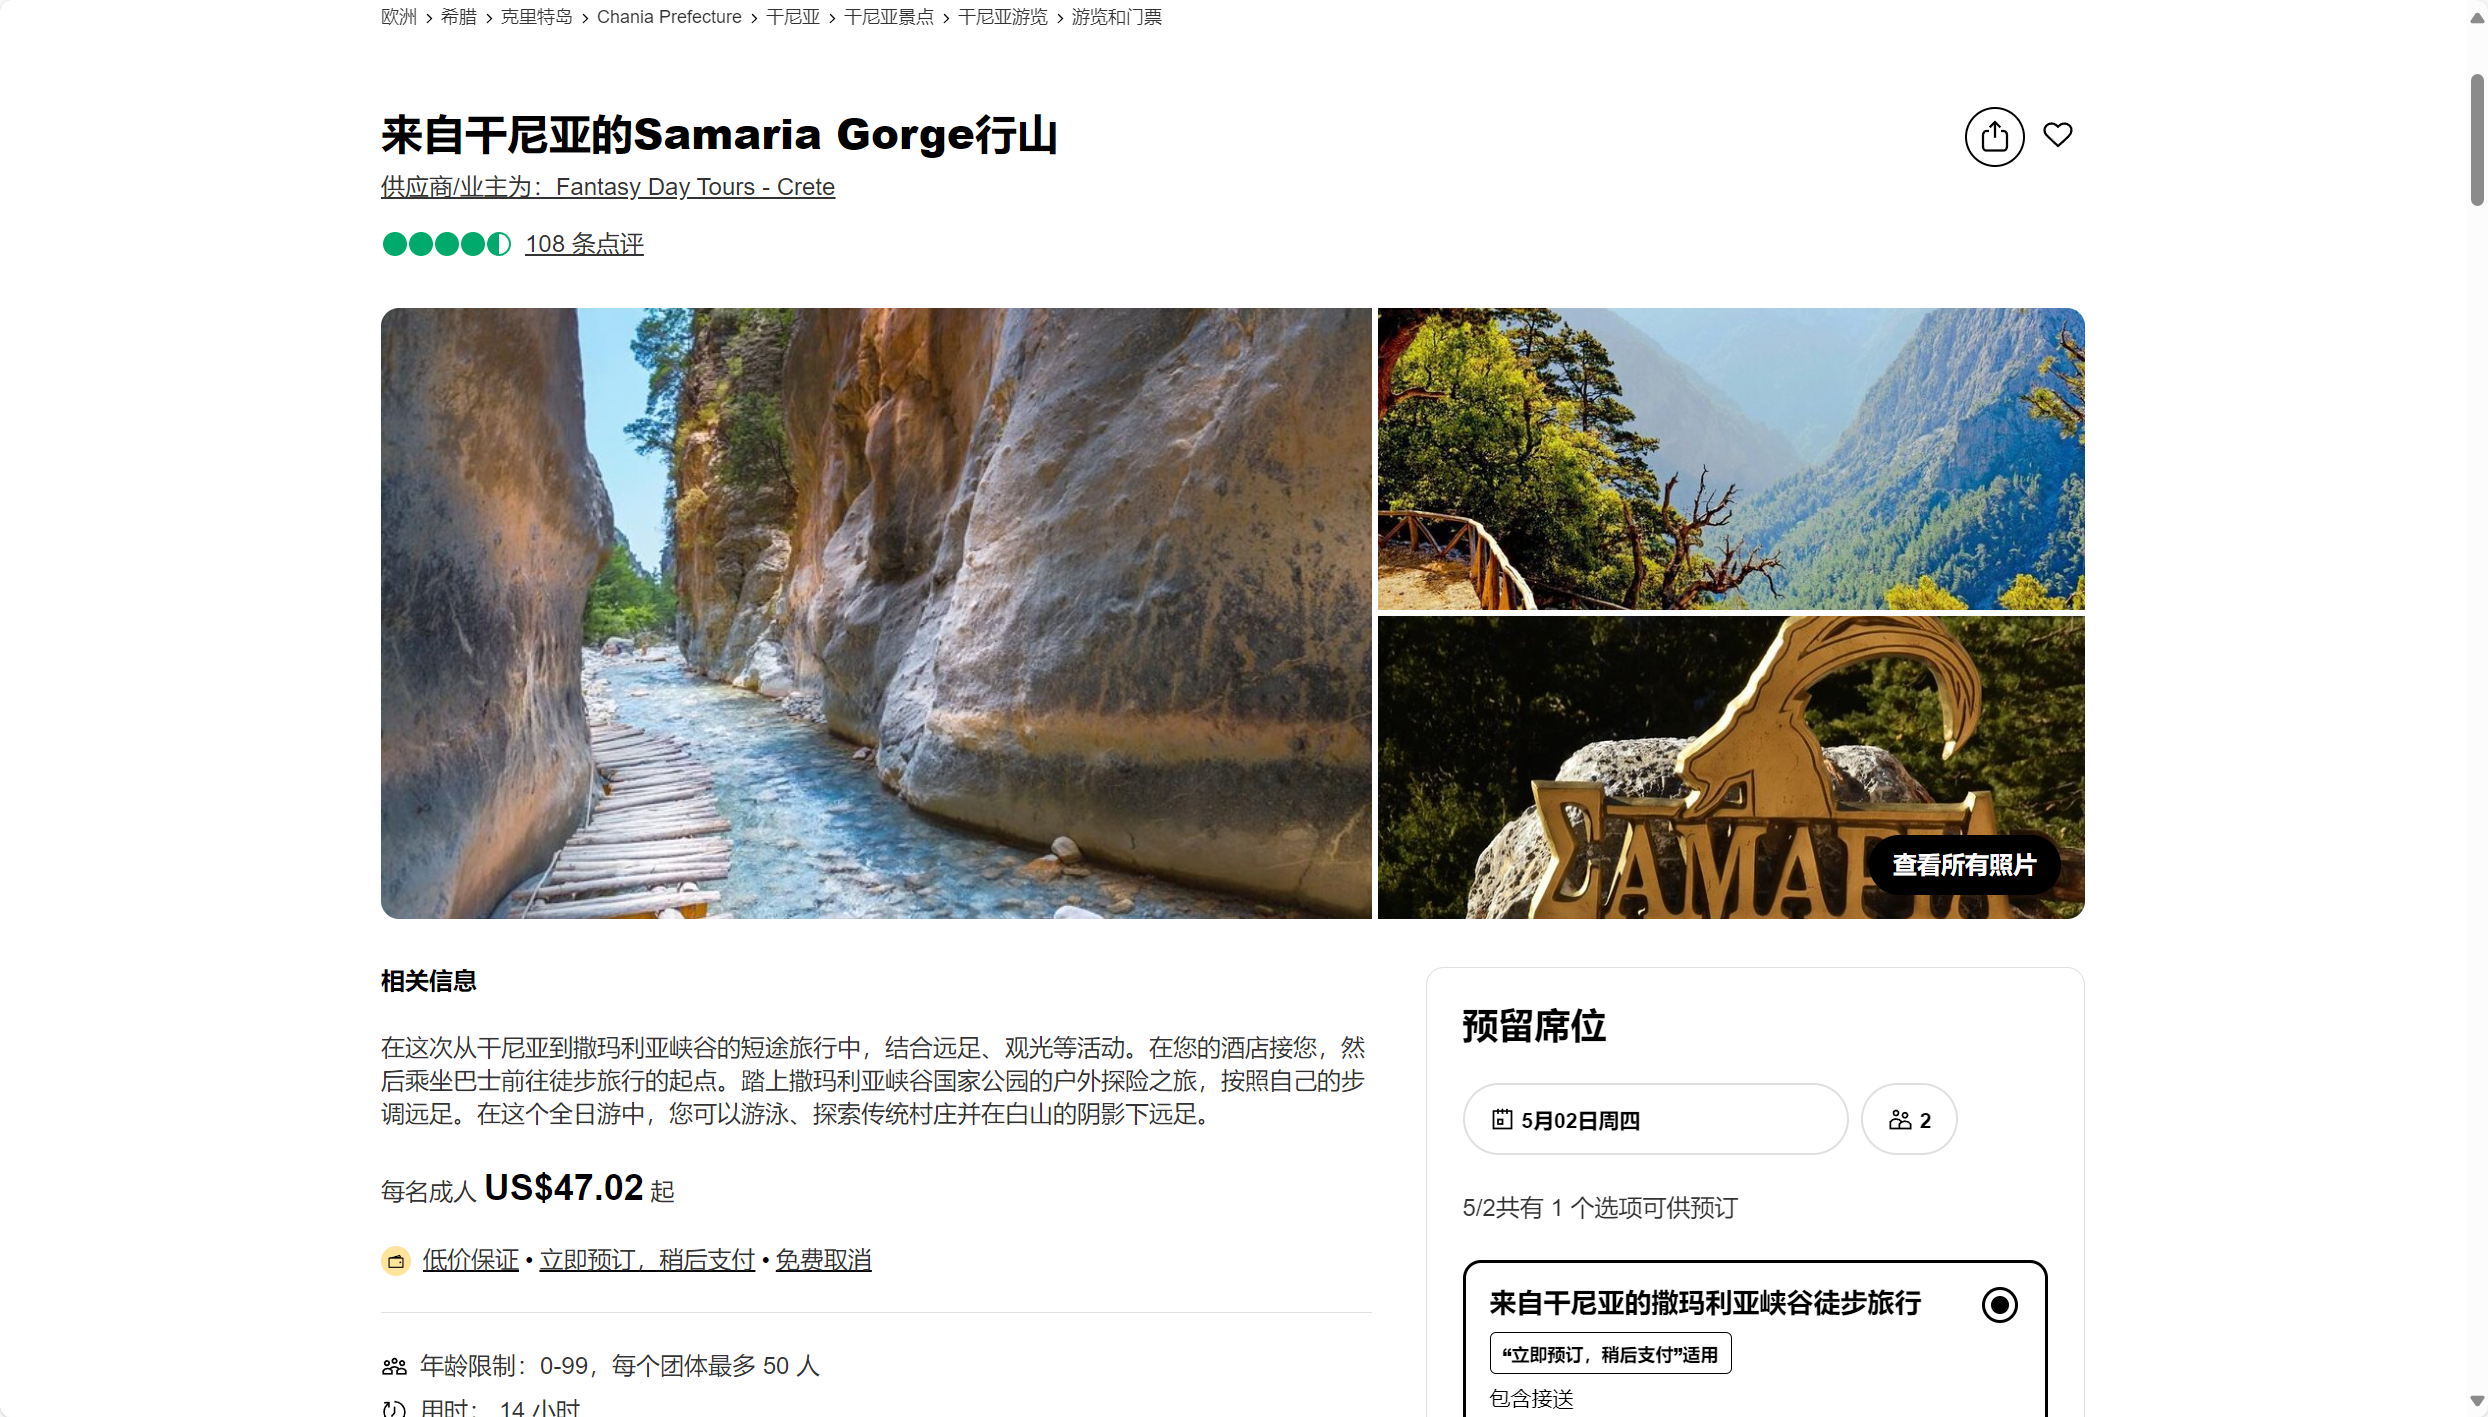 欧洲 › 希腊 › 克里特岛 › Chania Prefecture › 干尼亚 › 干尼亚景点 › 干尼亚游览 › 游览和门票
来自干尼亚的Samaria Gorge行山
供应商/业主为：Fantasy Day Tours - Crete
108 条点评
ΣΑΜΑΡΙΑ
查看所有照片
相关信息
在这次从干尼亚到撒玛利亚峡谷的短途旅行中，结合远足、观光等活动。在您的酒店接您，然
后乘坐巴士前往徒步旅行的起点。踏上撒玛利亚峡谷国家公园的户外探险之旅，按照自己的步
调远足。在这个全日游中，您可以游泳、探索传统村庄并在白山的阴影下远足。
每名成人 US$47.02 起
低价保证 • 立即预订，稍后支付 • 免费取消
年龄限制：0-99，每个团体最多 50 人
用时： 14 小时
预留席位
5月02日周四
2
5/2共有 1 个选项可供预订
来自干尼亚的撒玛利亚峡谷徒步旅行
“立即预订，稍后支付”适用
包含接送